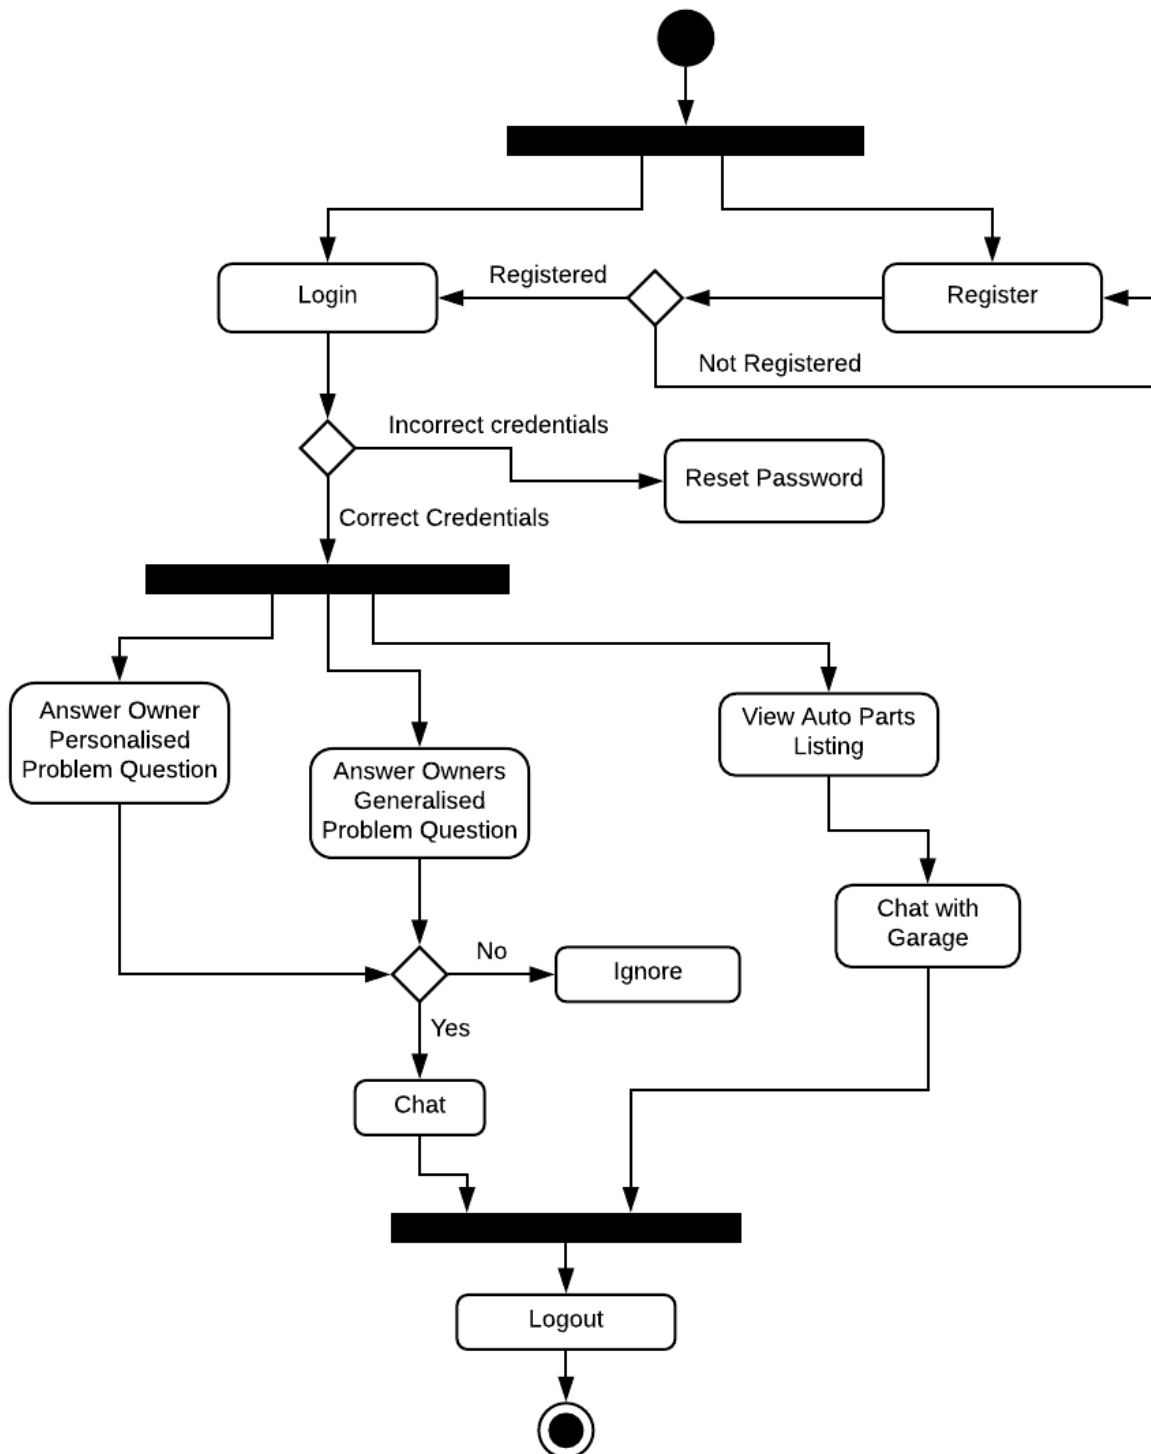 Login
Registered
Register
Not Registered
Incorrect credentials
Reset Password
Correct Credentials
Answer Owner
Personalised
Problem Question
Answer Owners
Generalised
Problem Question
View Auto Parts
Listing
Chat with
Garage
No
Ignore
Yes
Chat
Logout